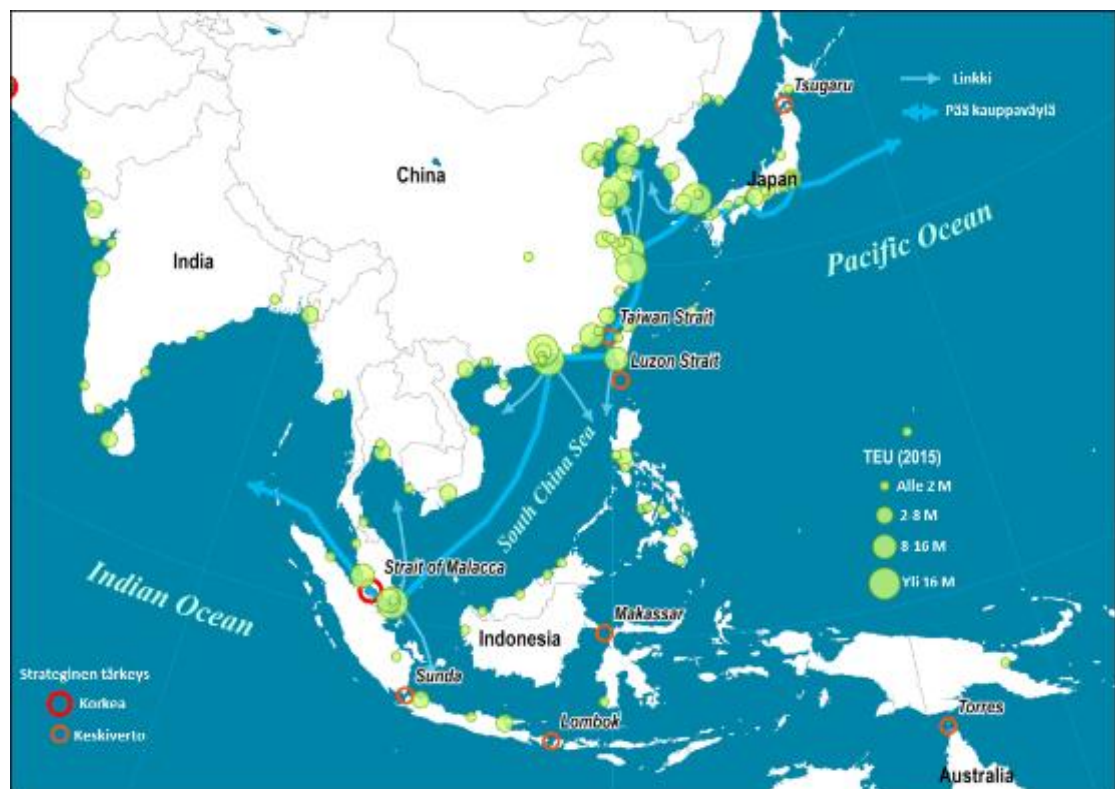 Tsugaru
Linkki
Pää kauppaväylä
China
Japan
India
Pacific Ocean
Taiwan Strait
Luzon Strait
South China Sea
TEU (2015)
Alle 2 M
2-8 M
8-16 M
Yli 16 M
Strait of Malacca
Indian Ocean
Makassar
Indonesia
Strateginen tärkeys
Korkea
Keskiverto
Sunda
Lombok
Torres
Australia